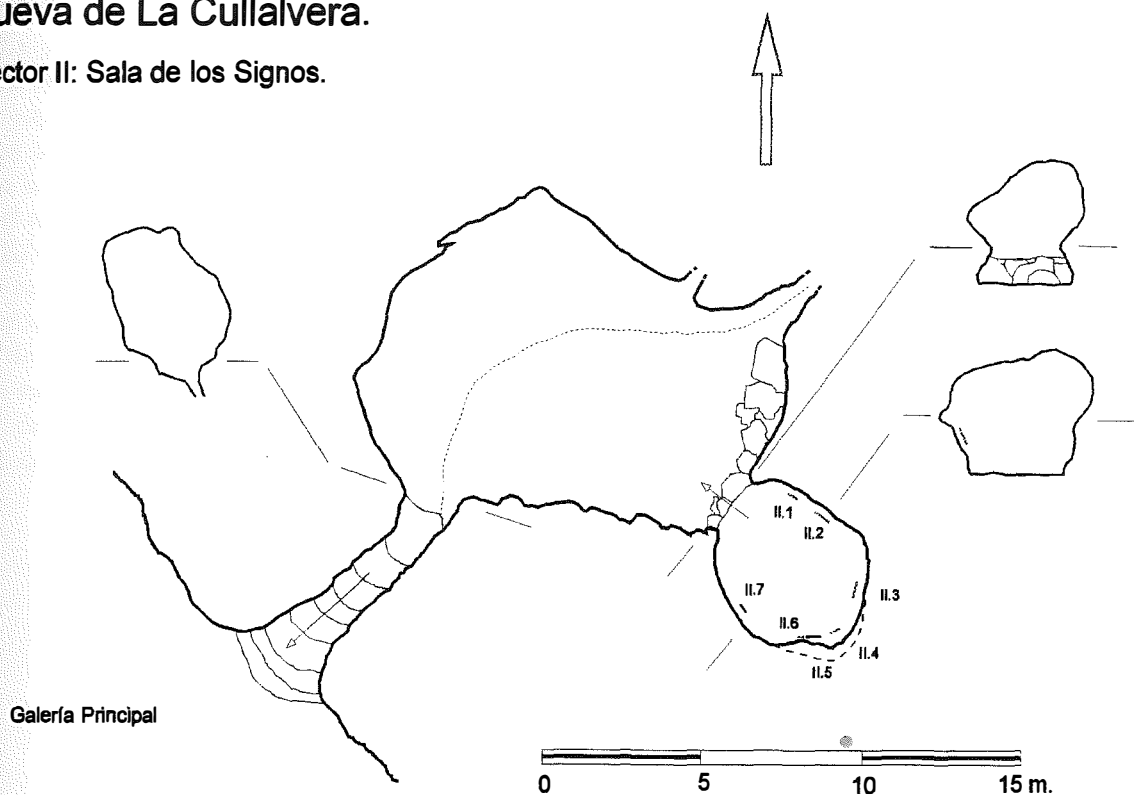 ueva de La Cullalvera.
ector II: Sala de los Signos.
II.1
II.2
II.3
II.7
II.6
II.4
II.5
Galería Principal
0 5 10 15 m.